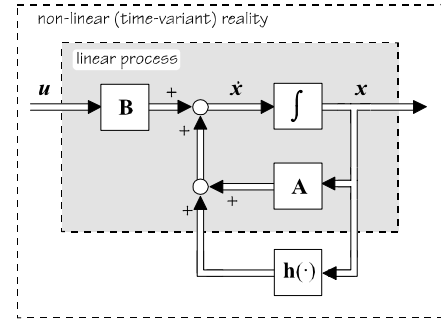 non-linear (time-variant) reality
linear process
u
B
+
ẋ
∫
x
+
A
+
+
h(·)